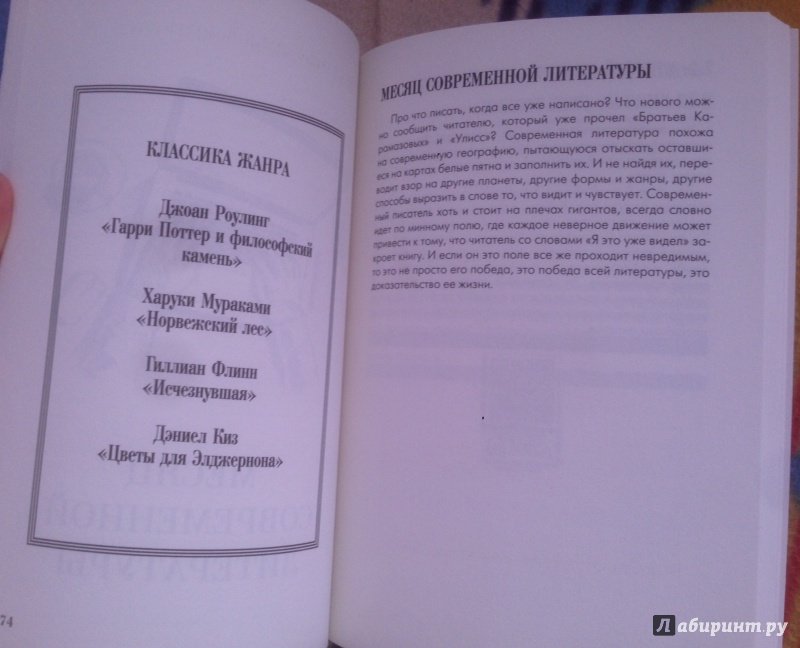 КЛАССИКА ЖАНРА
Джоан Роулинг
«Гарри Поттер и философский
камень»
Харуки Мураками
«Норвежский лес»
Гиллиан Флинн
«Исчезнувшая»
Дэниел Киз
«Цветы для Элджернона»
74
МЕСЯЦ СОВРЕМЕННОЙ ЛИТЕРАТУРЫ
Про что писать, когда все уже написано? Что нового мож-
но сообщить читателю, который уже прочел «Братьев Ка-
рамазовых» и «Улисс»? Современная литература похожа
на современную географию, пытающуюся отыскать оставши-
еся на картах белые пятна и заполнить их. И не найдя их, пере-
водит взор на другие планеты, другие формы и жанры, другие
способы выразить в слове то, что видит и чувствует. Современ-
ный писатель хоть и стоит на плечах гигантов, всегда словно
идет по минному полю, где каждое неверное движение может
привести к тому, что читатель со словами «Я это уже видел» за-
кроет книгу. И если он это поле все же проходит невредимым,
то это не просто его победа, это победа всей литературы, это
доказательство ее жизни.
МЕСЯЦ
СОВРЕМЕННОЙ
ЛИТЕРАТУРЫ
Лабиринт.ру